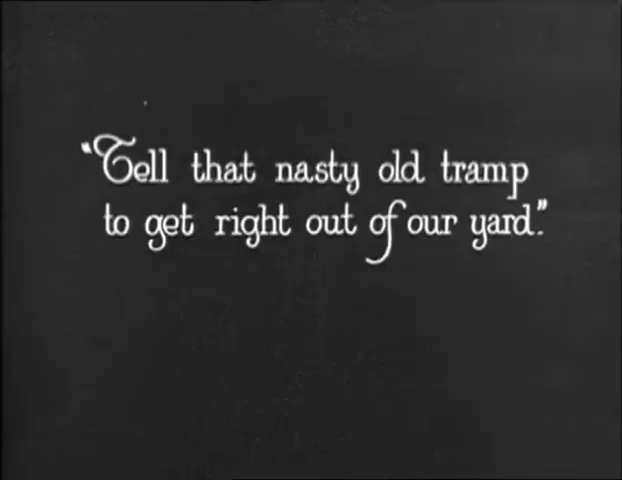 "Tell that nasty old tramp
to get right out of our yard."